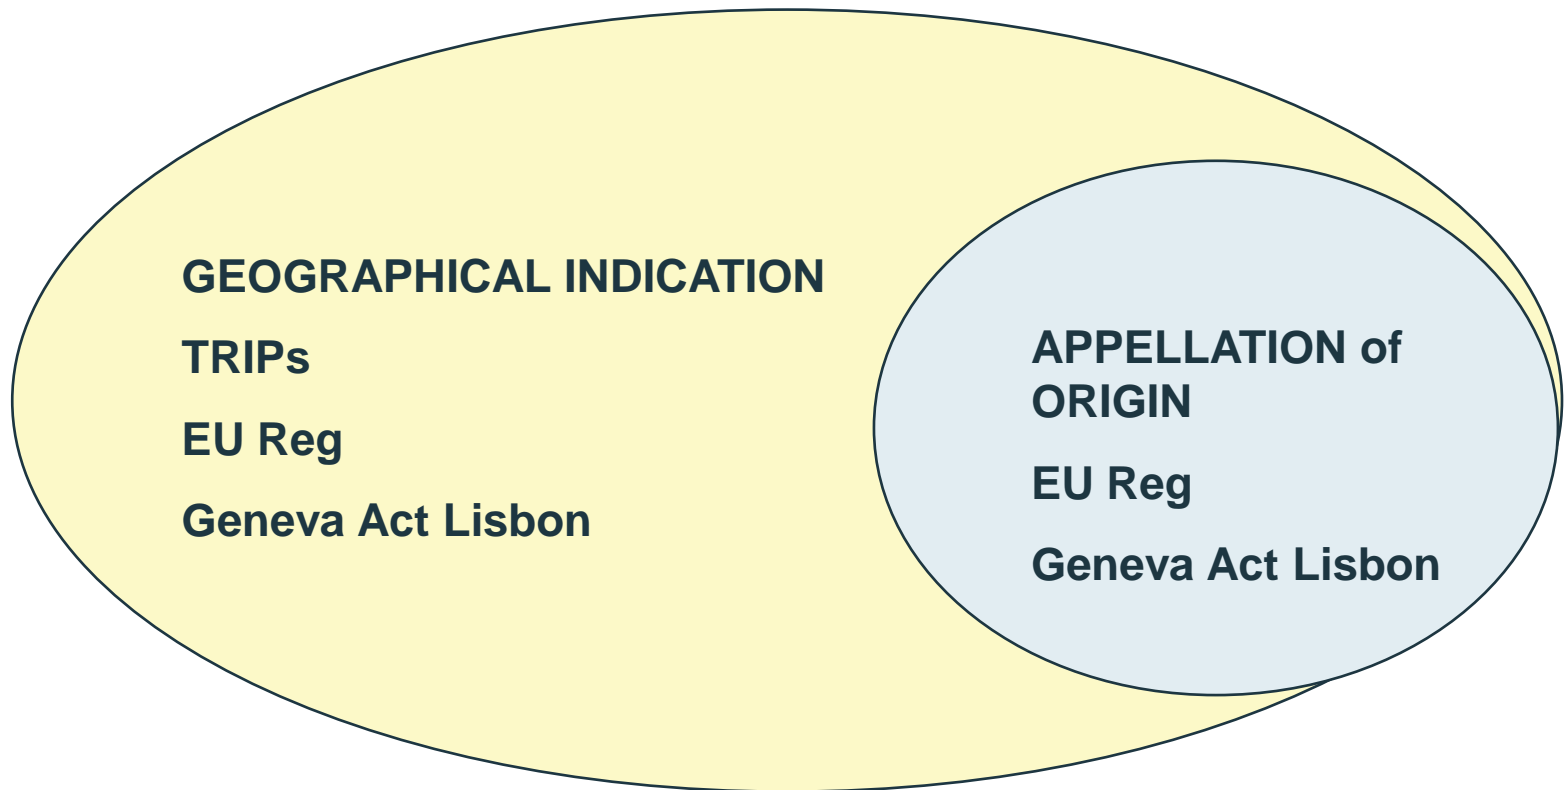 GEOGRAPHICAL INDICATION
TRIPs
EU Reg
Geneva Act Lisbon
APPELLATION of
ORIGIN
EU Reg
Geneva Act Lisbon